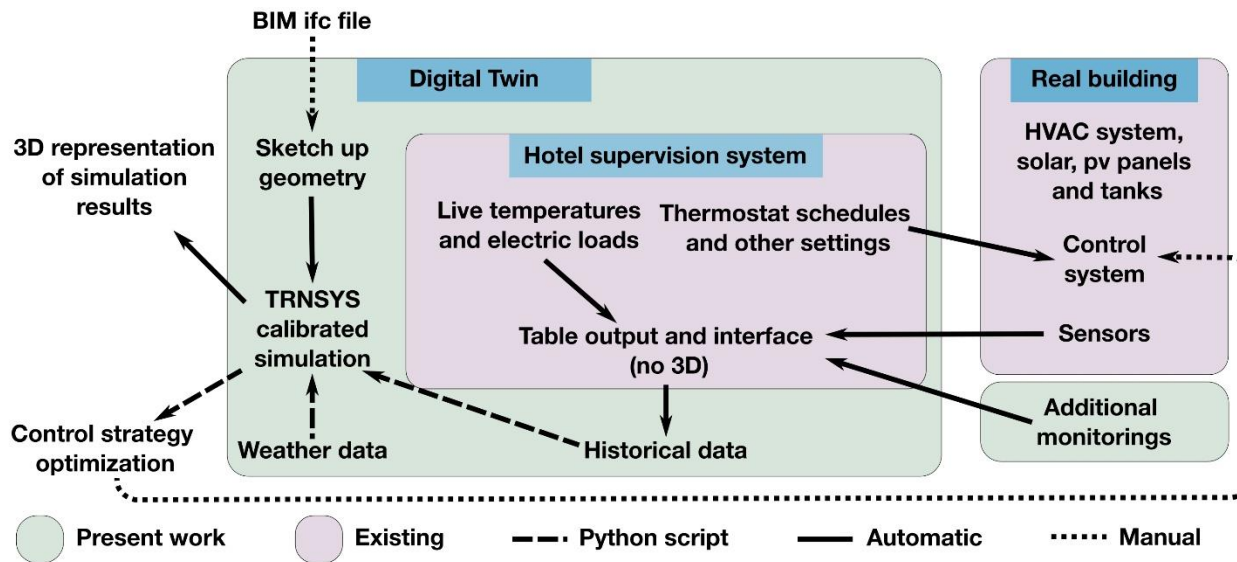 BIM ifc file
Digital Twin
Real building
Sketch up
geometry
3D representation
of simulation
results
Hotel supervision system
HVAC system,
solar, pv panels
and tanks
Live temperatures
and electric loads
Thermostat schedules
and other settings
Control
system
TRNSYS
calibrated
simulation
Table output and interface
(no 3D)
Sensors
Additional
monitorings
Control strategy
optimization
Weather data
Historical data
Present work
Existing
Python script
Automatic
Manual